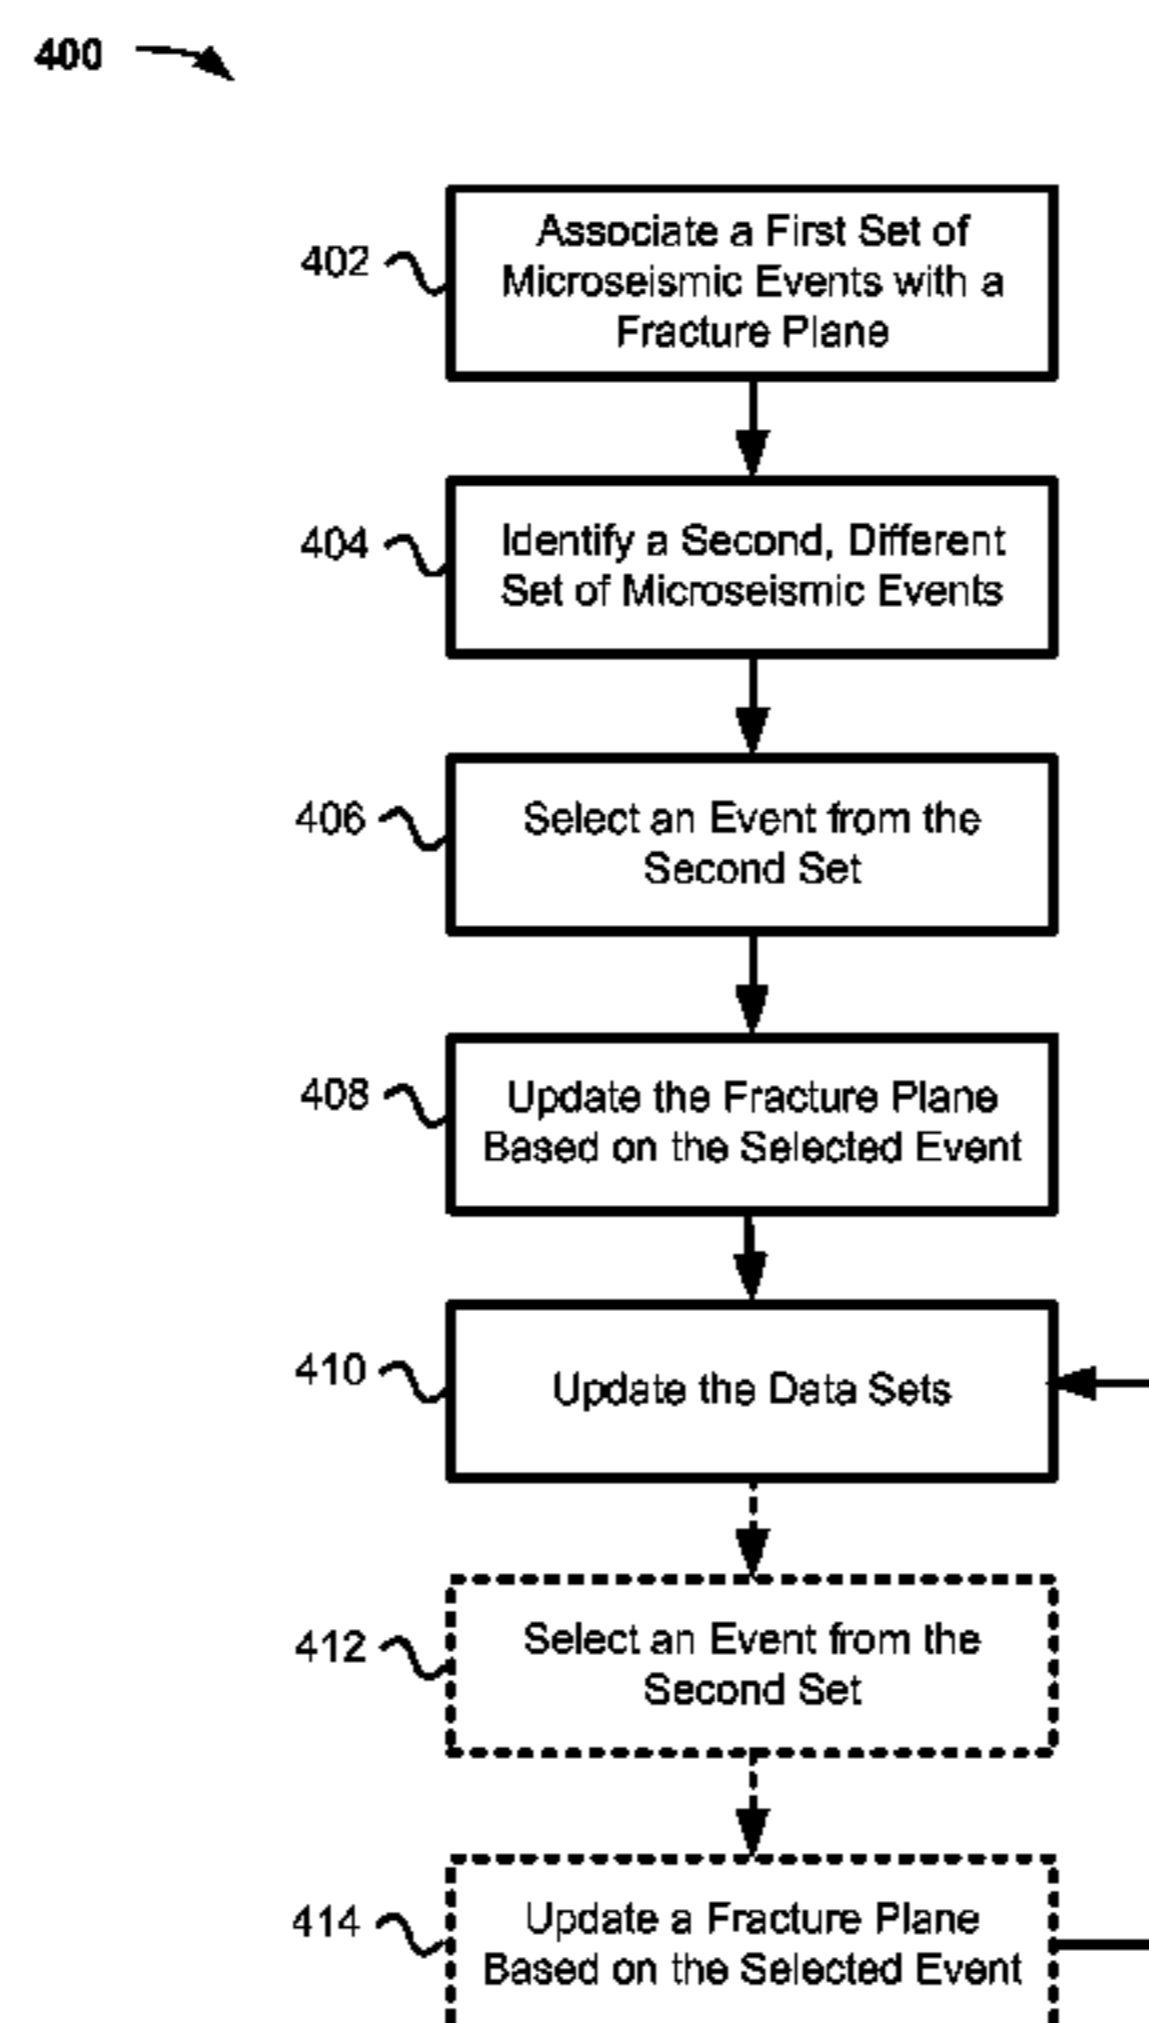 400
402
Associate a First Set of
Microseismic Events with a
Fracture Plane
404
Identify a Second, Different
Set of Microseismic Events
406
Select an Event from the
Second Set
408
Update the Fracture Plane
Based on the Selected Event
410
Update the Data Sets
412
Select an Event from the
Second Set
414
Update a Fracture Plane
Based on the Selected Event